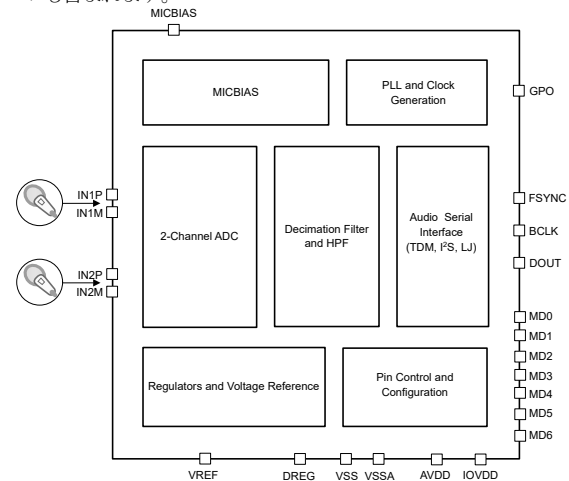 MICBIAS
MICBIAS
PLL and Clock
Generation
GPO
IN1P
IN1M
2-Channel ADC
Decimation Filter
and HPF
Audio Serial
Interface
(TDM, I²S, LJ)
FSYNC
BCLK
DOUT
IN2P
IN2M
MD0
MD1
MD2
MD3
MD4
MD5
MD6
Regulators and Voltage Reference
Pin Control and
Configuration
VREF
DREG
VSS
VSSA
AVDD
IOVDD